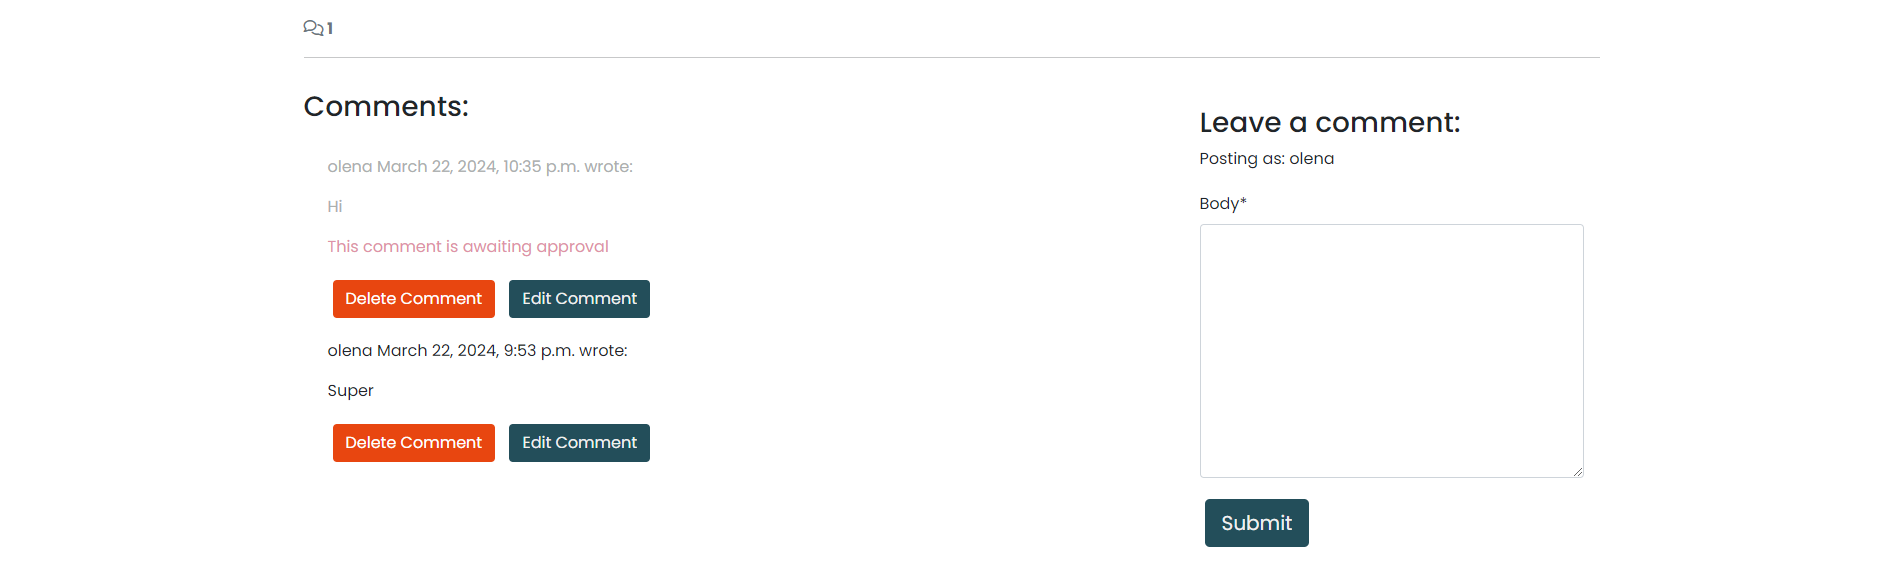 1
Comments:
olena March 22, 2024, 10:35 p.m. wrote:
Hi
This comment is awaiting approval
Delete Comment Edit Comment
olena March 22, 2024, 9:53 p.m. wrote:
Super
Delete Comment Edit Comment
Leave a comment:
Posting as: olena
Body*
Submit